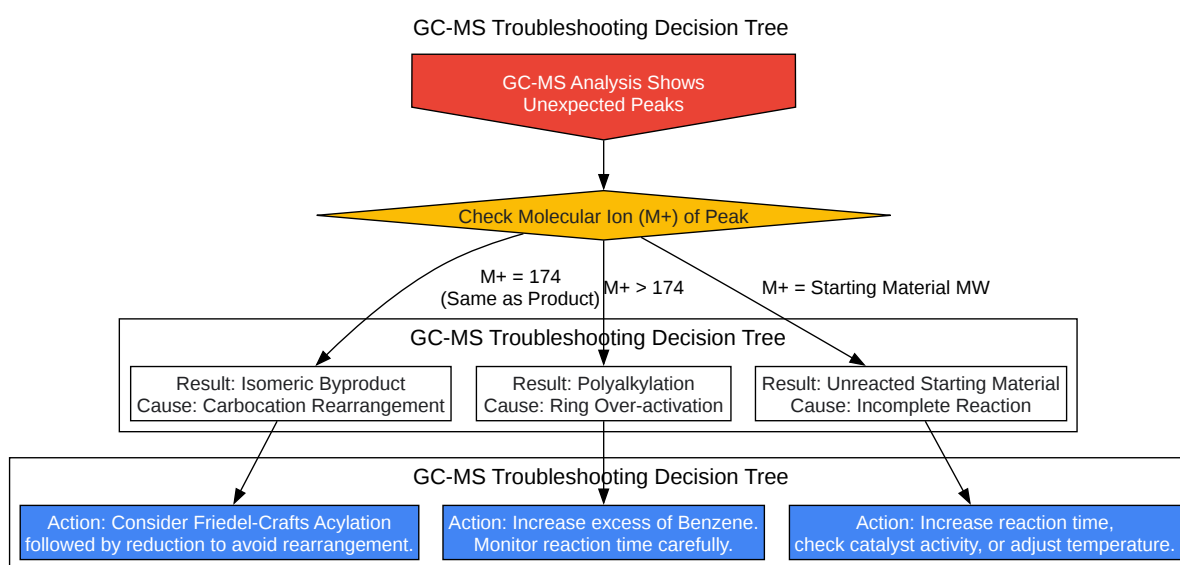 GC-MS Troubleshooting Decision Tree
GC-MS Analysis Shows
Unexpected Peaks
Check Molecular Ion (M+) of Peak
M+ = 174
(Same as Product)
M+ > 174
M+ = Starting Material MW
GC-MS Troubleshooting Decision Tree
Result: Isomeric Byproduct
Cause: Carbocation Rearrangement
Result: Polyalkylation
Cause: Ring Over-activation
Result: Unreacted Starting Material
Cause: Incomplete Reaction
GC-MS Troubleshooting Decision Tree
Action: Consider Friedel-Crafts Acylation
followed by reduction to avoid rearrangement.
Action: Increase excess of Benzene.
Monitor reaction time carefully.
Action: Increase reaction time,
check catalyst activity, or adjust temperature.